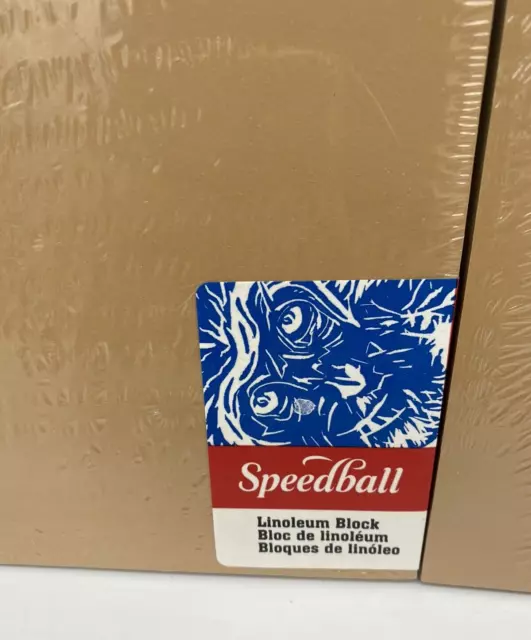 Speedball
Linoleum Block
Bloc de linoléum
Bloques de linóleo